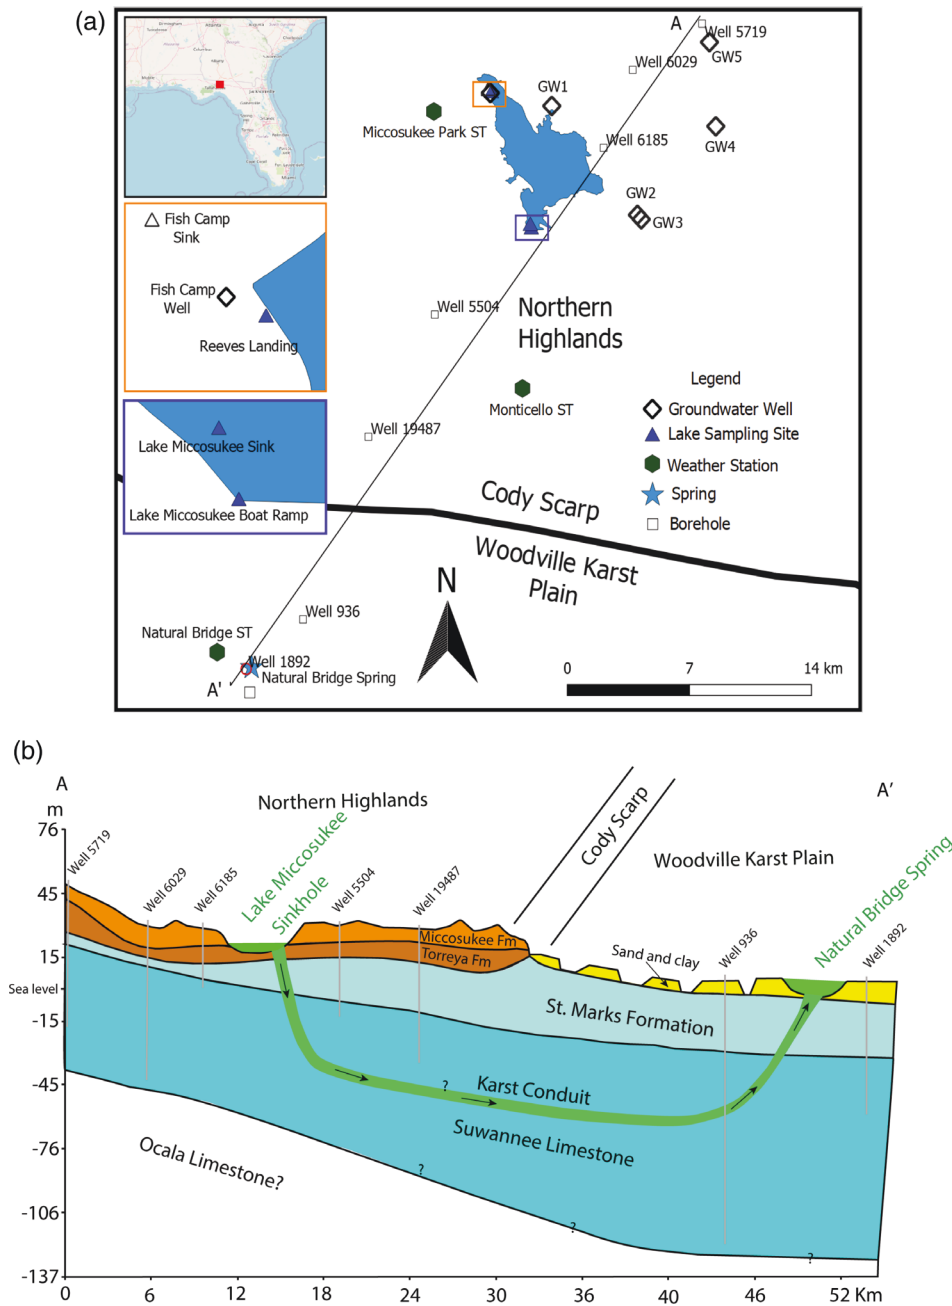 (a)
A
Well 5719
GW5
Well 6029
GW1
Miccosukee Park ST
GW4
Well 6185
GW2
GW3
Fish Camp
Sink
Fish Camp
Well
Reeves Landing
Well 5504
Northern
Highlands
Monticello ST
Legend
Groundwater Well
Lake Sampling Site
Weather Station
Spring
Borehole
Lake Miccosukee Sink
Lake Miccosukee Boat Ramp
Well 19487
Cody Scarp
Woodville Karst
Plain
N
Well 936
Natural Bridge ST
Well 1892
Natural Bridge Spring
A'
0 7 14 km
(b)
A
A'
m
Northern Highlands
Cody Scarp
Woodville Karst Plain
76
45
15
Sea level
-15
-45
-76
-106
-137
Well 5719
Well 6029
Well 6185
Lake Miccosukee
Sinkhole
Well 5504
Well 19487
Miccosukee Fm
Torreya Fm
Sand and clay
Well 936
Natural Bridge Spring
Well 1892
St. Marks Formation
?
Karst Conduit
Suwannee Limestone
Ocala Limestone?
?
?
?
0 6 12 18 24 30 36 40 46 52 Km